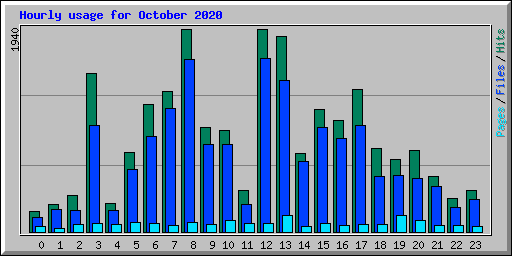 Hourly usage for October 2020
1940
Pages / Files / Hits
0 1 2 3 4 5 6 7 8 9 10 11 12 13 14 15 16 17 18 19 20 21 22 23